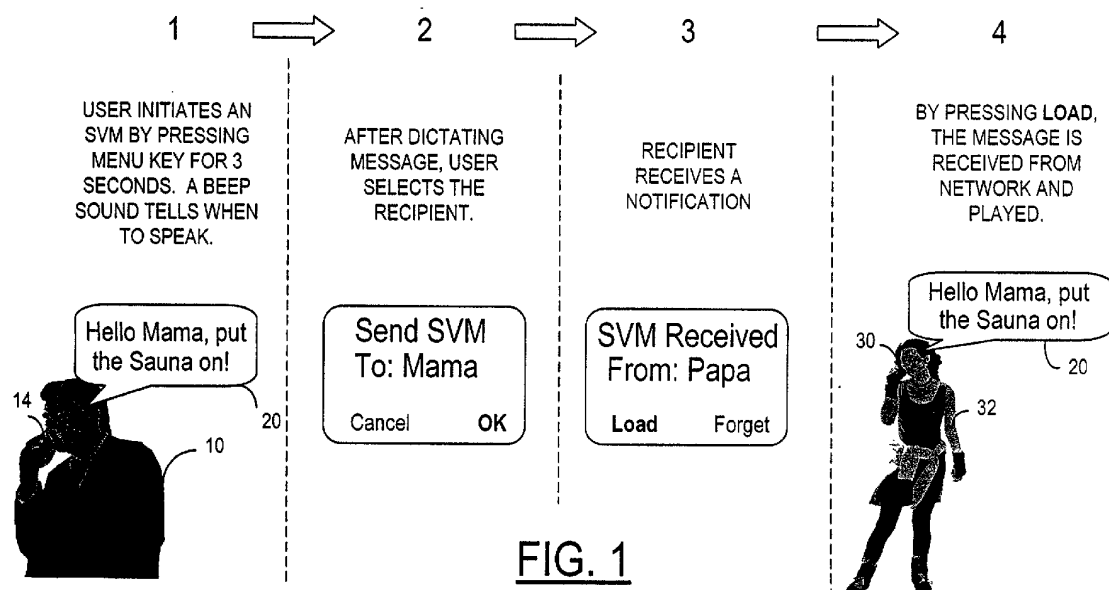 1
2
3
4
USER INITIATES AN
SVM BY PRESSING
MENU KEY FOR 3
SECONDS. A BEEP
SOUND TELLS WHEN
TO SPEAK.
AFTER DICTATING
MESSAGE, USER
SELECTS THE
RECIPIENT.
RECIPIENT
RECEIVES A
NOTIFICATION
BY PRESSING LOAD,
THE MESSAGE IS
RECEIVED FROM
NETWORK AND
PLAYED.
Hello Mama, put
the Sauna on!
14
20
10
Send SVM
To: Mama
Cancel OK
SVM Received
From: Papa
Load Forget
Hello Mama, put
the Sauna on!
30
20
32
FIG. 1